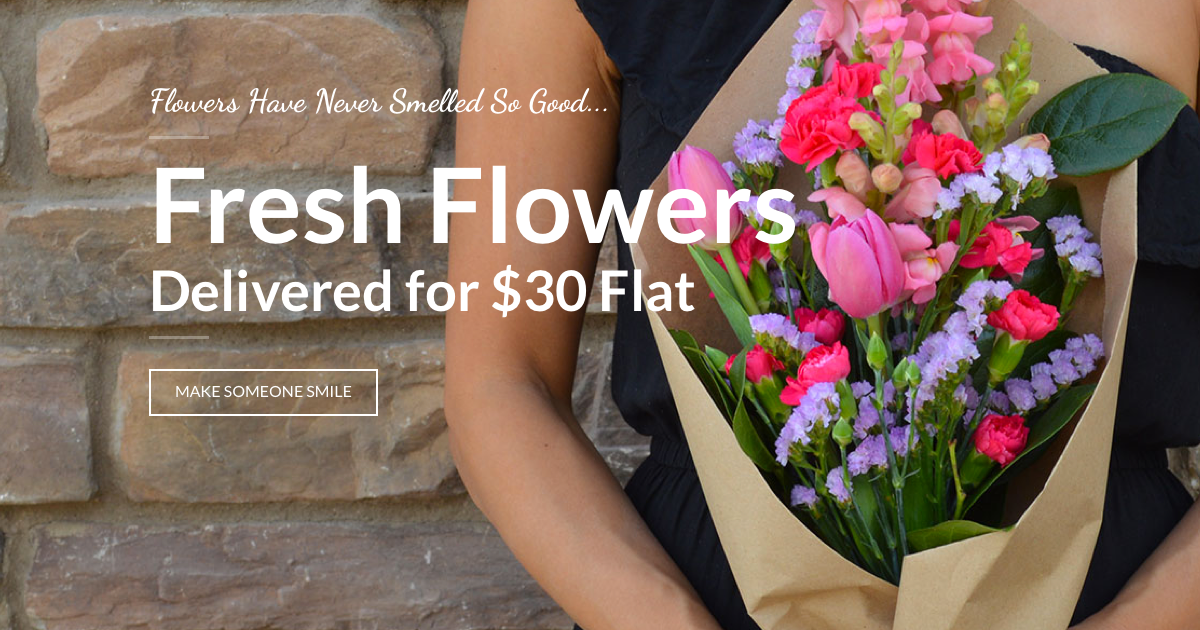 Flowers Have Never Smelled So Good...
Fresh Flowers
Delivered for $30 Flat
MAKE SOMEONE SMILE